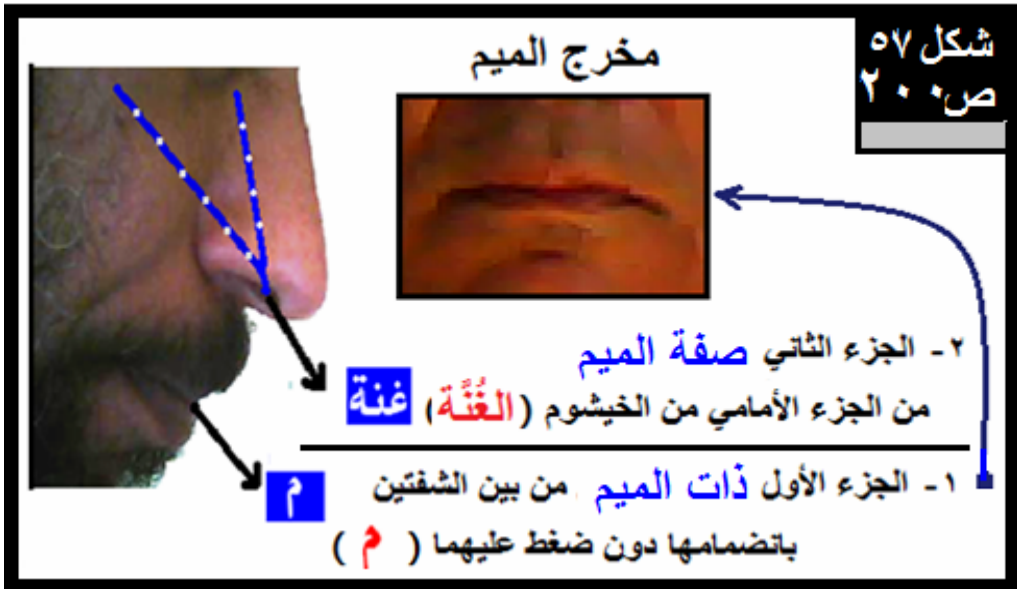 شكل ٥٧
ص٢٠٠
مخرج الميم
٢- الجزء الثاني صفة الميم
من الجزء الأمامي من الخيشوم (الغُنَّة) غنة
١- الجزء الأول ذات الميم من بين الشفتين م
بانضمامها دون ضغط عليهما ( م )